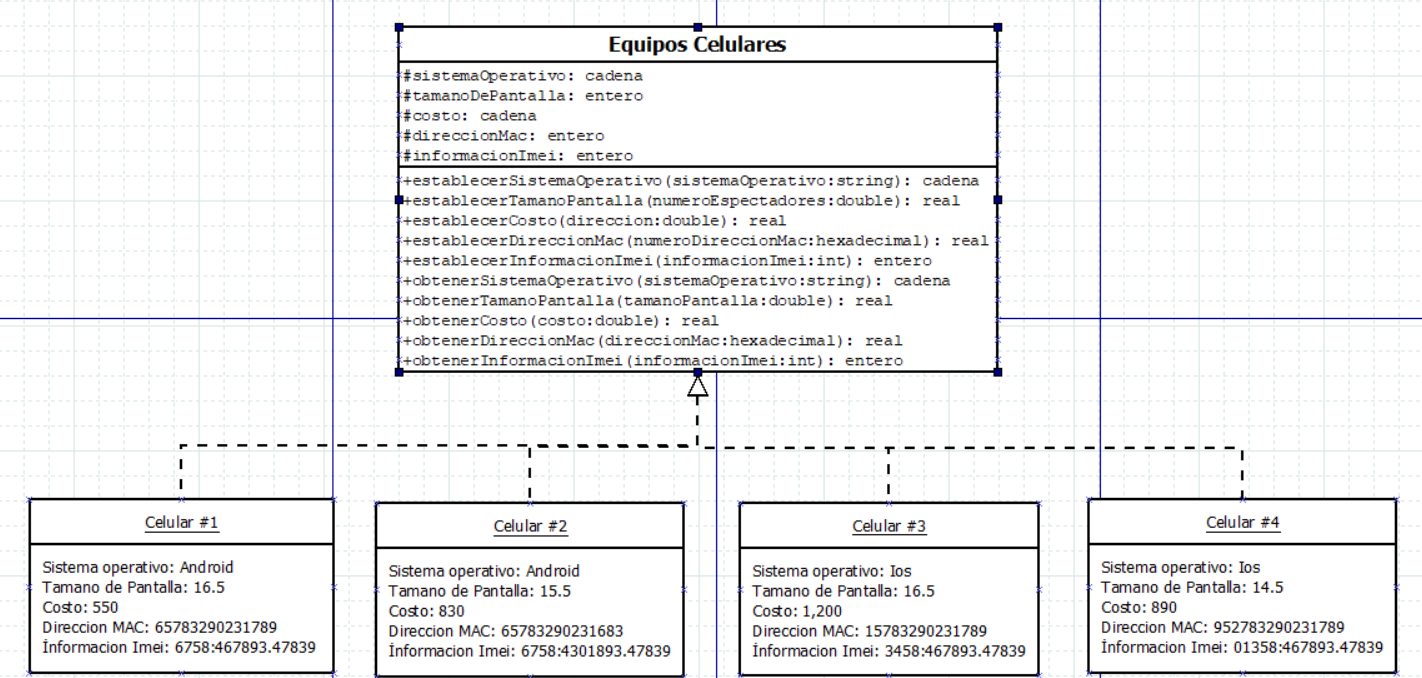 Equipos Celulares
#sistemaOperativo: cadena
#tamanoDePantalla: entero
#costo: cadena
#direccionMac: entero
#informacionImei: entero
+establecerSistemaOperativo(sistemaOperativo:string): cadena
+establecerTamanoPantalla(numeroEspectadores:double): real
+establecerCosto(direccion:double): real
+establecerDireccionMac(numeroDireccionMac:hexadecimal): real
+establecerInformacionImei(informacionImei:int): entero
+obtenerSistemaOperativo(sistemaOperativo:string): cadena
+obtenerTamanoPantalla(tamanoPantalla:double): real
+obtenerCosto(costo:double): real
+obtenerDireccionMac(direccionMac:hexadecimal): real
+obtenerInformacionImei(informacionImei:int): entero
Celular #1
Sistema operativo: Android
Tamano de Pantalla: 16.5
Costo: 550
Direccion MAC: 65783290231789
İnformacion Imei: 6758:467893.47839
Celular #2
Sistema operativo: Android
Tamano de Pantalla: 15.5
Costo: 830
Direccion MAC: 65783290231683
İnformacion Imei: 6758:4301893.47839
Celular #3
Sistema operativo: Ios
Tamano de Pantalla: 16.5
Costo: 1,200
Direccion MAC: 15783290231789
İnformacion Imei: 3458:467893.47839
Celular #4
Sistema operativo: Ios
Tamano de Pantalla: 14.5
Costo: 890
Direccion MAC: 952783290231789
İnformacion Imei: 01358:467893.47839